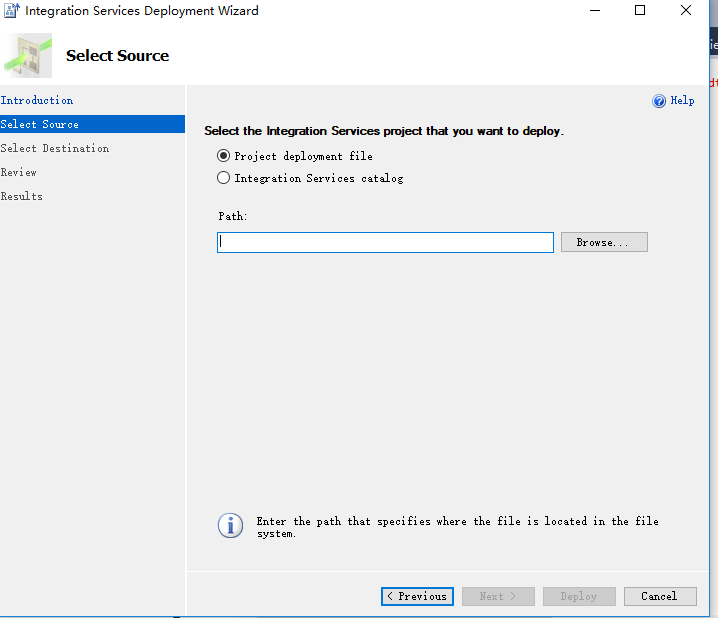 Integration Services Deployment Wizard
Select Source
Introduction
Select Source
Select Destination
Review
Results
Help
Select the Integration Services project that you want to deploy.
Project deployment file
Integration Services catalog
Path:
Browse...
Enter the path that specifies where the file is located in the file
system.
< Previous
Next >
Deploy
Cancel